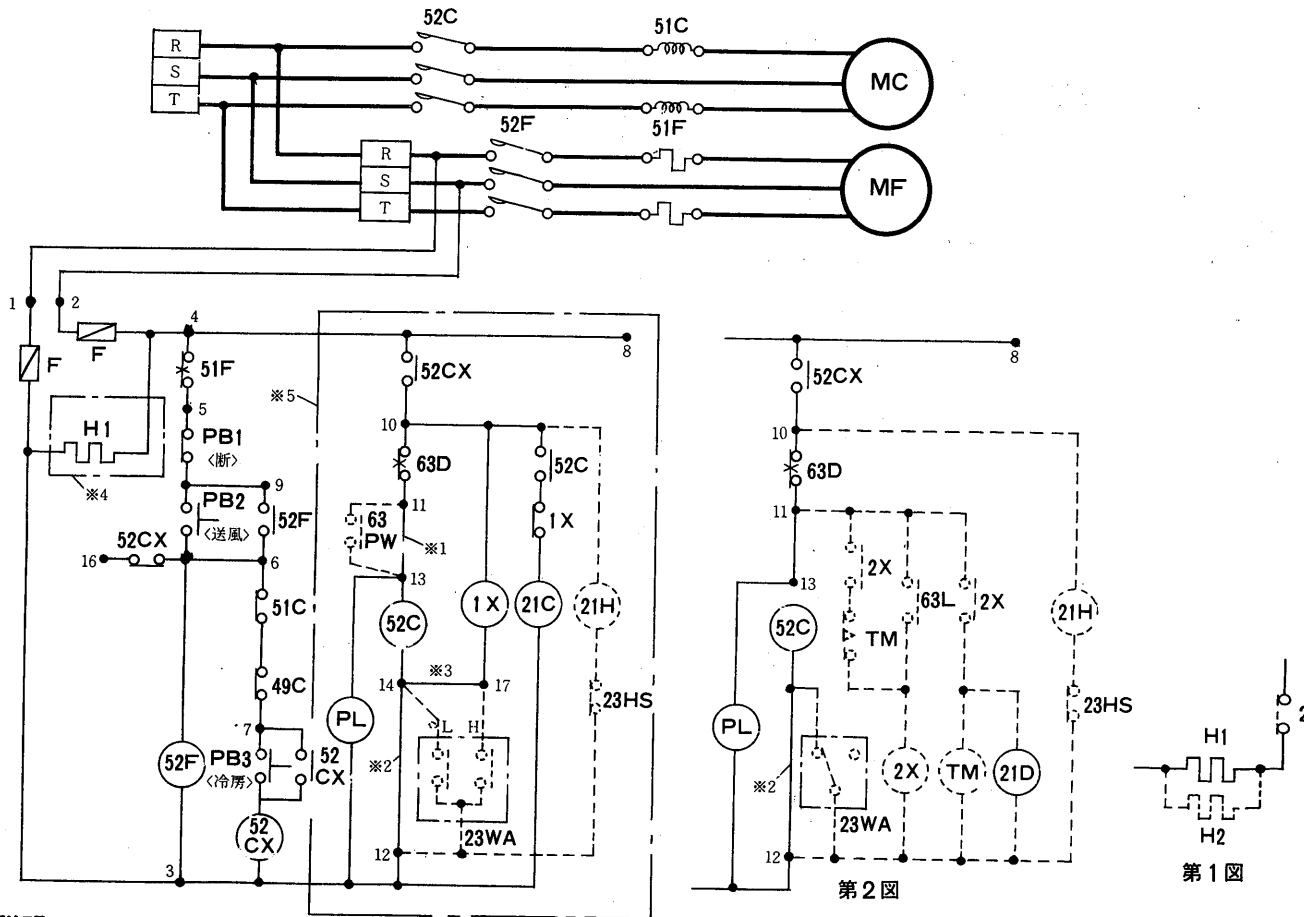 52C
51C
R
S
T
MC
52F
51F
R
S
T
MF
1
2
4
F
F
51F
5
※5
H1
PB1
〈断〉
※4
9
PB2
〈送風〉
52F
52CX
16
6
51C
49C
7
PB3
〈冷房〉
52
CX
52F
52
CX
3
8
52CX
10
63D
52C
11
63
PW
※1
1X
13
52C
1X
21C
21H
※3
14
17
PL
L
H
23HS
※2
23WA
12
8
52CX
10
63D
11
2X
63L
2X
13
TM
52C
21H
PL
23HS
※2
2X
TM
21D
23WA
12
第2図
2
H1
H2
第1図